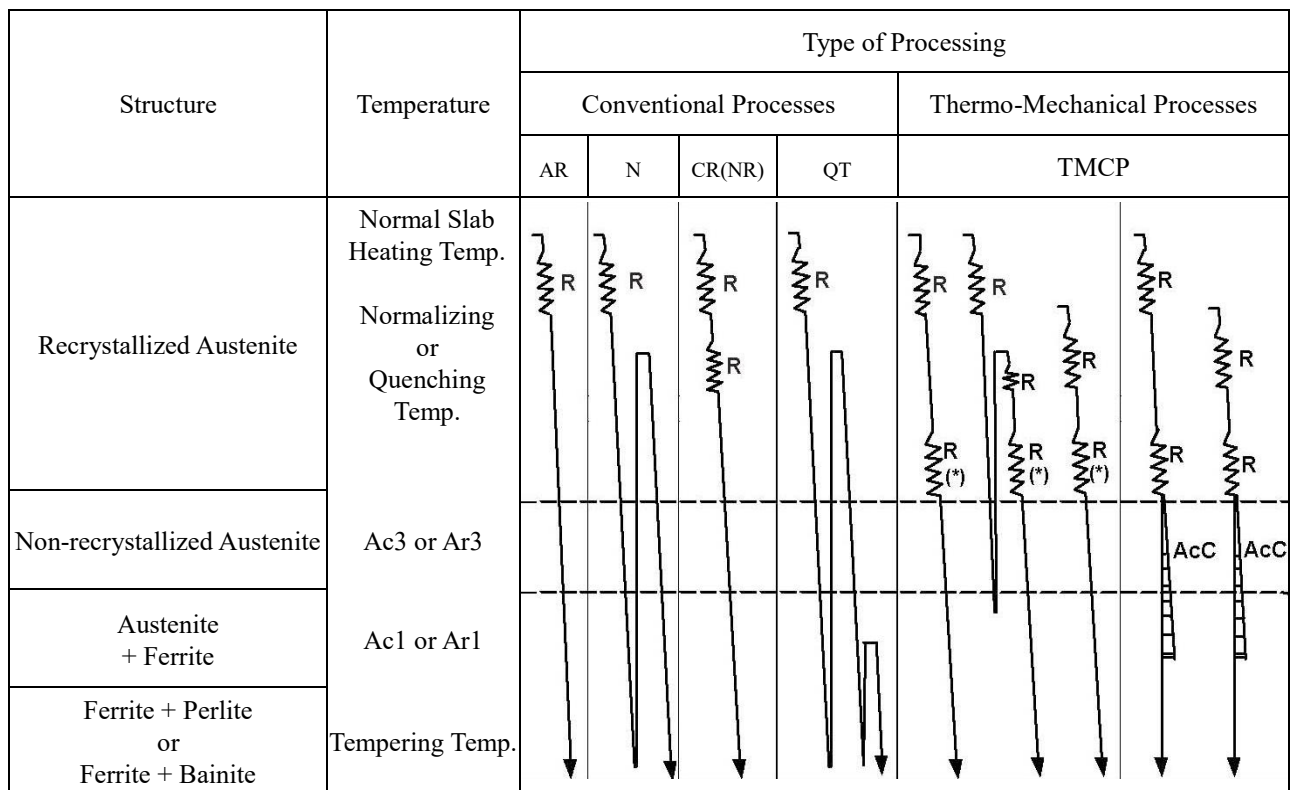 Structure
Temperature
Type of Processing
Conventional Processes
Thermo-Mechanical Processes
AR
N
CR(NR)
QT
TMCP
Recrystallized Austenite
Normal Slab
Heating Temp.
Normalizing
or
Quenching
Temp.
Non-recrystallized Austenite
Ac3 or Ar3
Austenite
+ Ferrite
Ac1 or Ar1
Ferrite + Perlite
or
Ferrite + Bainite
Tempering Temp.
R
R
R
R
R
R
R
R
R
R
R
R
R
(*)
R
(*)
R
(*)
R
R
AcC
AcC